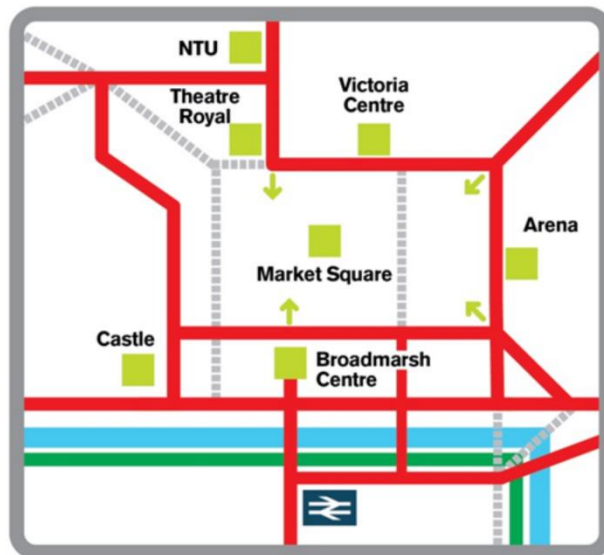 NTU
Theatre
Royal
Victoria
Centre
Arena
Market Square
Castle
Broadmarsh
Centre